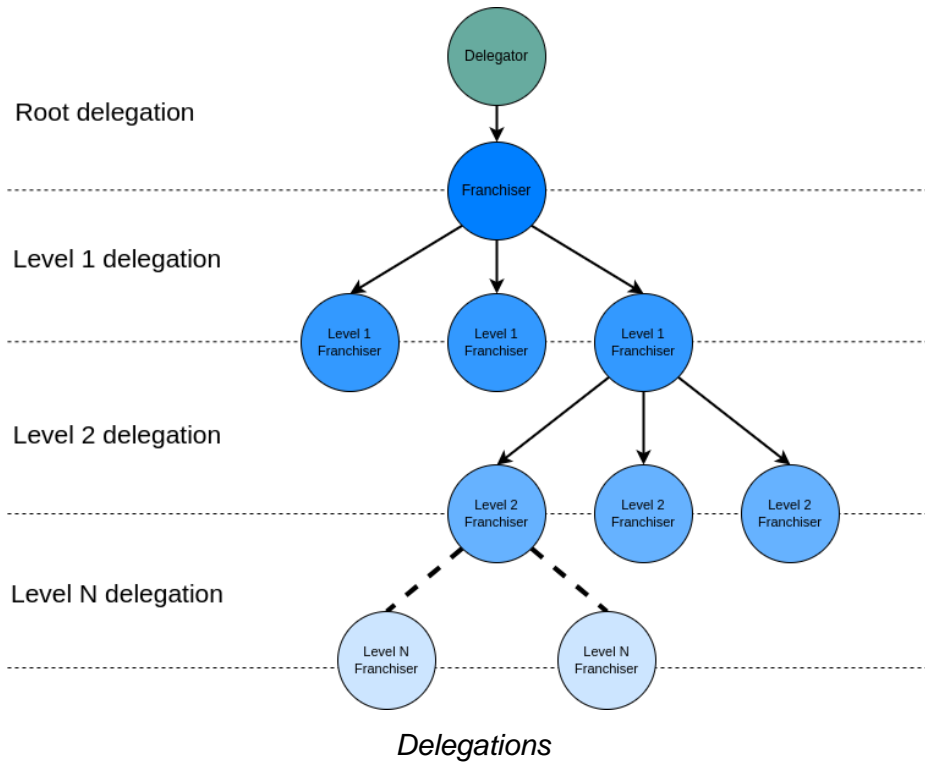 Delegator
Root delegation
Franchiser
Level 1 delegation
Level 1
Franchiser
Level 1
Franchiser
Level 1
Franchiser
Level 2 delegation
Level 2
Franchiser
Level 2
Franchiser
Level 2
Franchiser
Level N delegation
Level N
Franchiser
Level N
Franchiser
Delegations